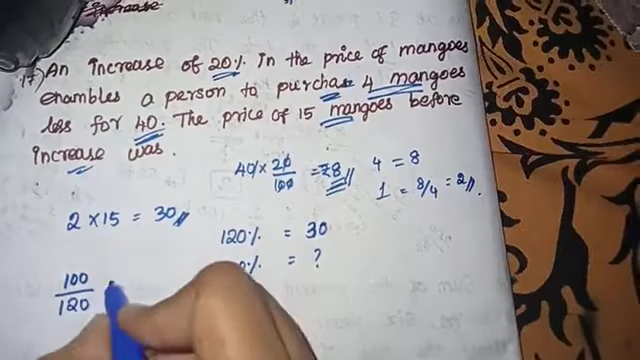 17) An increase of 20% In the price of mangoes
enambles a person to purchase 4 mangoes
less for 40. The price of 15 mangoes before
increase was.
40 × 20/100 = ₹8
4 = 8
1 = 8/4 = 2
2 × 15 = 30
120% = 30
% = ?
100/120